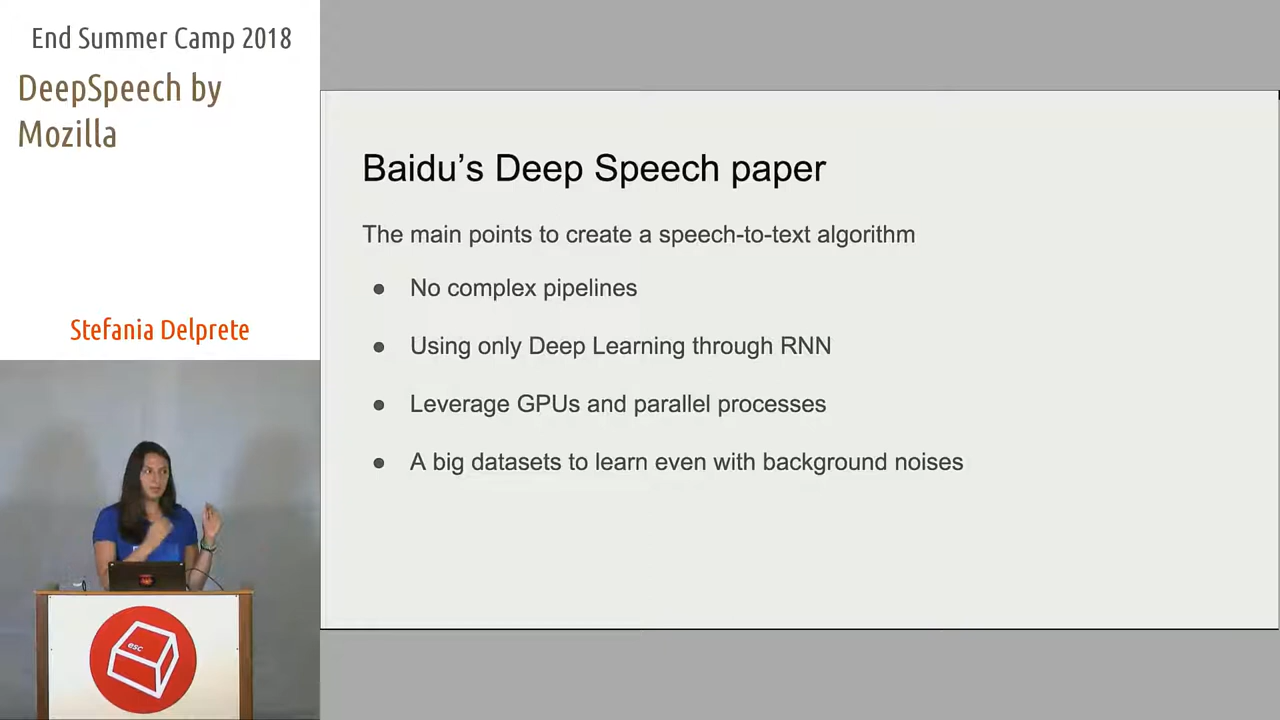 End Summer Camp 2018
DeepSpeech by
Mozilla
Stefania Delprete
Baidu’s Deep Speech paper
The main points to create a speech-to-text algorithm
● No complex pipelines
● Using only Deep Learning through RNN
● Leverage GPUs and parallel processes
● A big datasets to learn even with background noises
esc